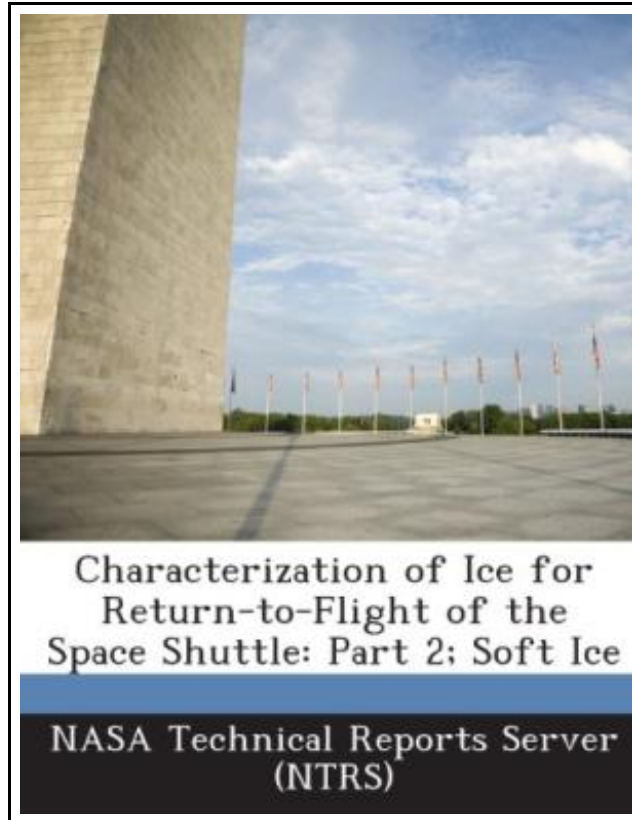 Characterization of Ice for
Return-to-Flight of the
Space Shuttle: Part 2; Soft Ice
NASA Technical Reports Server
(NTRS)